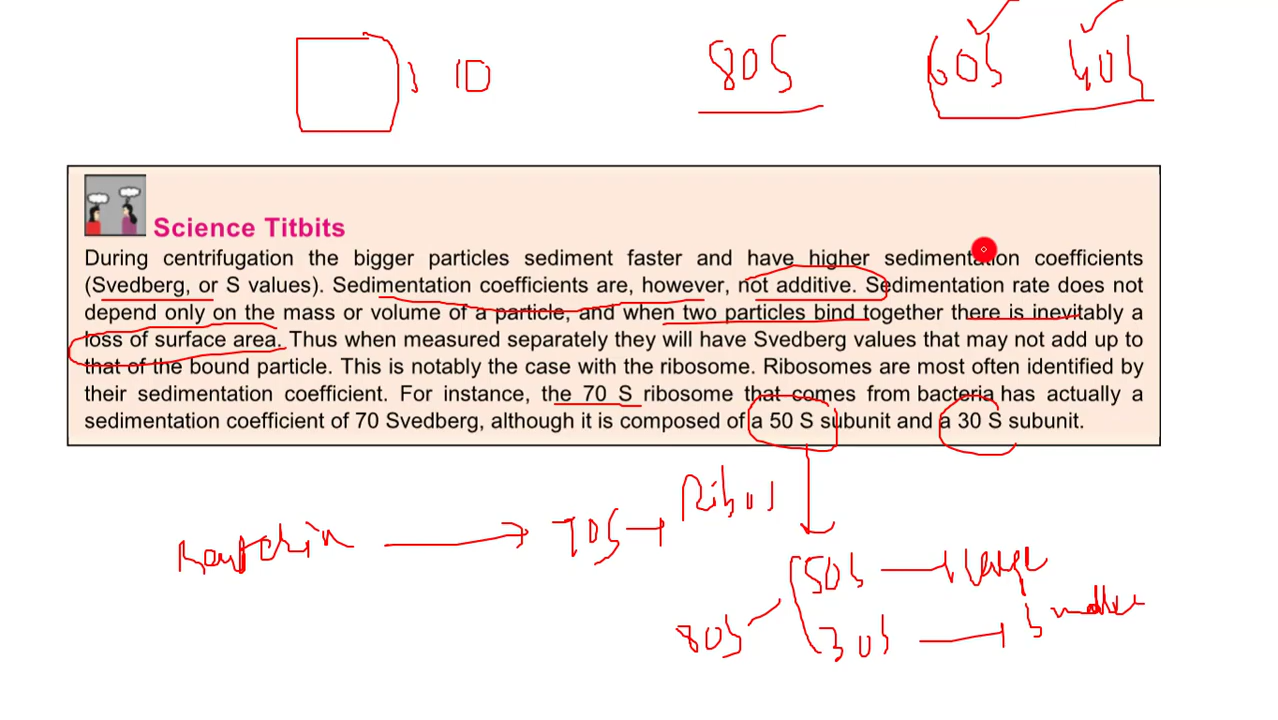 10 80S 60S 40S
Science Titbits
During centrifugation the bigger particles sediment faster and have higher sedimentation coefficients
(Svedberg, or S values). Sedimentation coefficients are, however, not additive. Sedimentation rate does not
depend only on the mass or volume of a particle, and when two particles bind together there is inevitably a
loss of surface area. Thus when measured separately they will have Svedberg values that may not add up to
that of the bound particle. This is notably the case with the ribosome. Ribosomes are most often identified by
their sedimentation coefficient. For instance, the 70 S ribosome that comes from bacteria has actually a
sedimentation coefficient of 70 Svedberg, although it is composed of a 50 S subunit and a 30 S subunit.
70S Ribos
50S Large
80S 30S